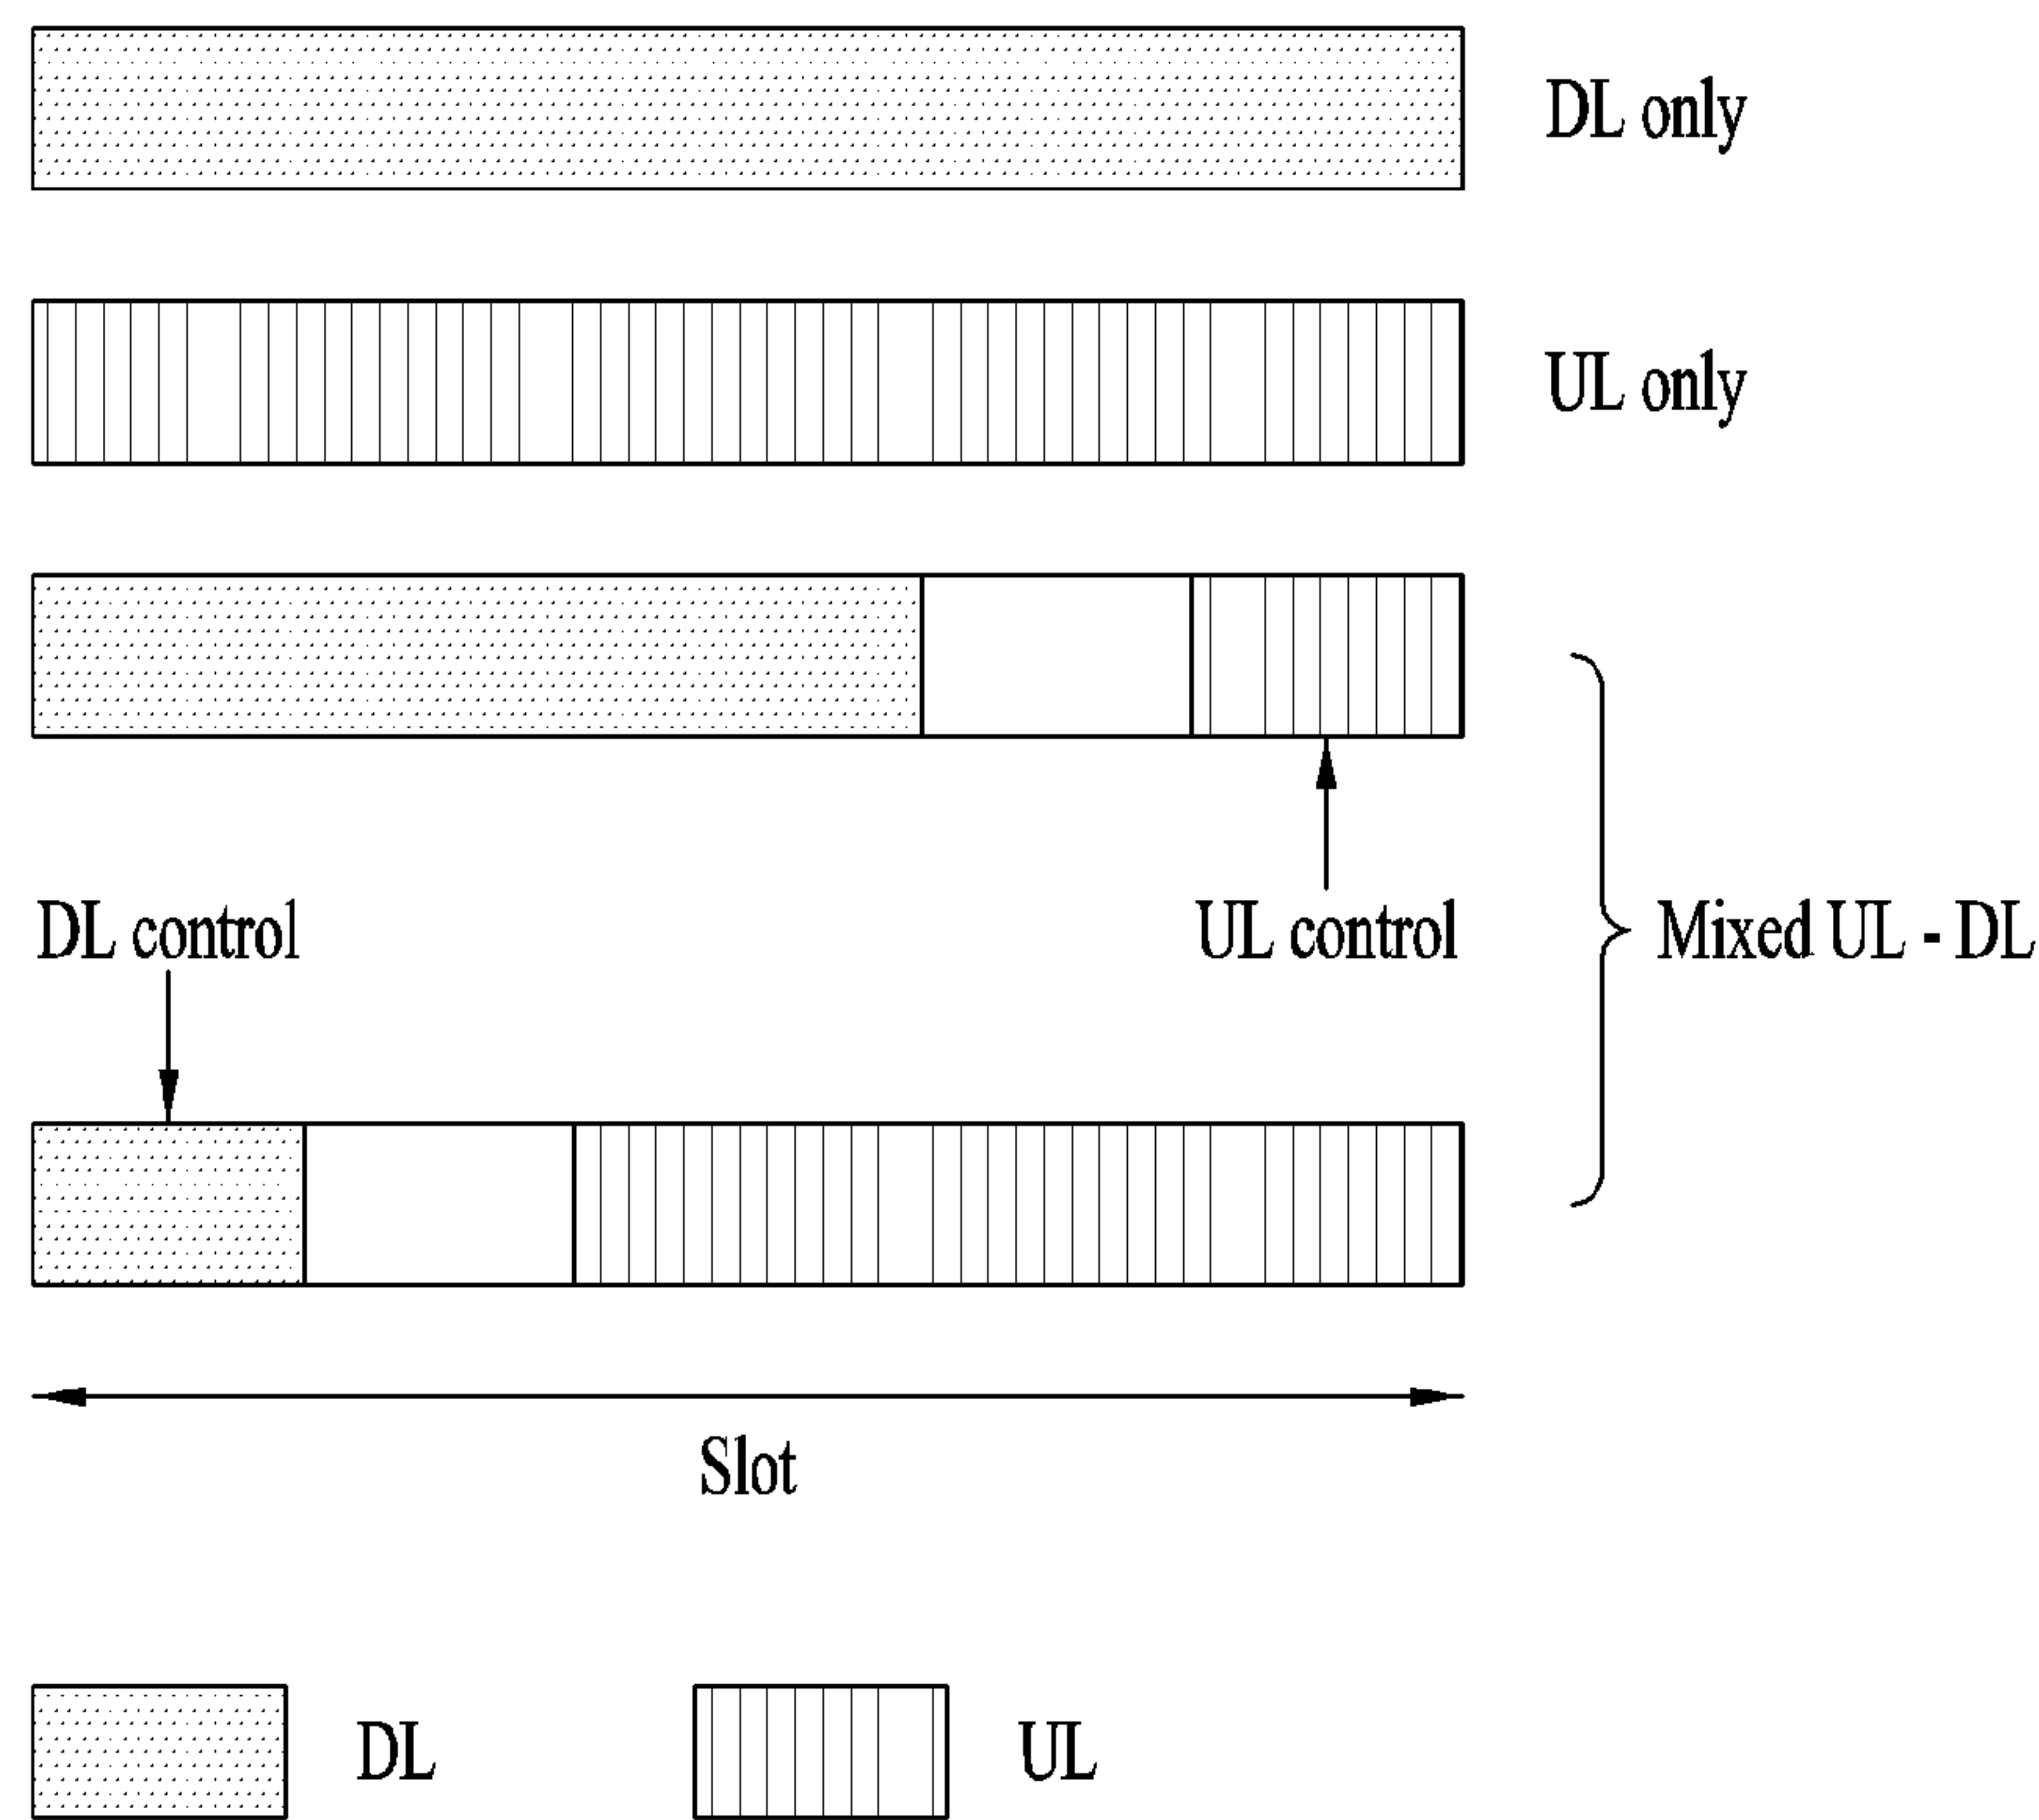 DL only
UL only
DL control
UL control
Mixed UL - DL
Slot
DL
UL